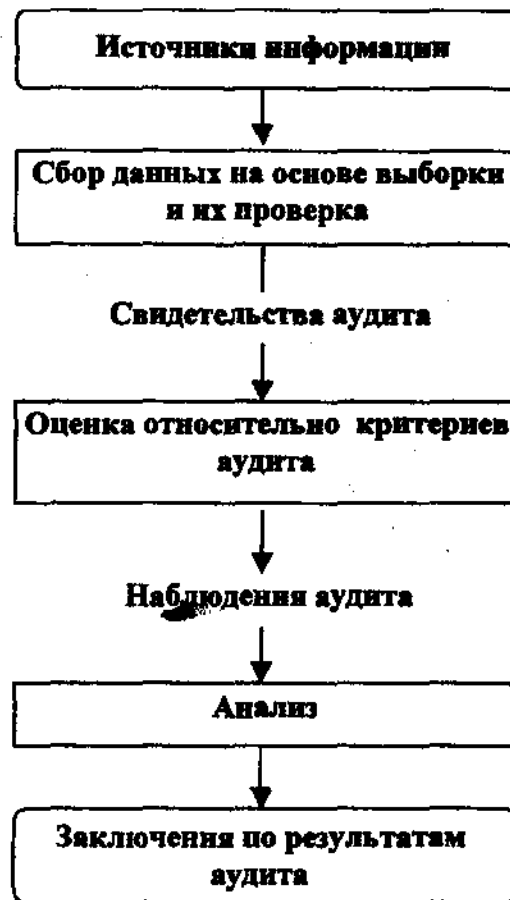 Источники информации
Сбор данных на основе выборки
и их проверка
Свидетельства аудита
Оценка относительно критериев
аудита
Наблюдения аудита
Анализ
Заключения по результатам
аудита